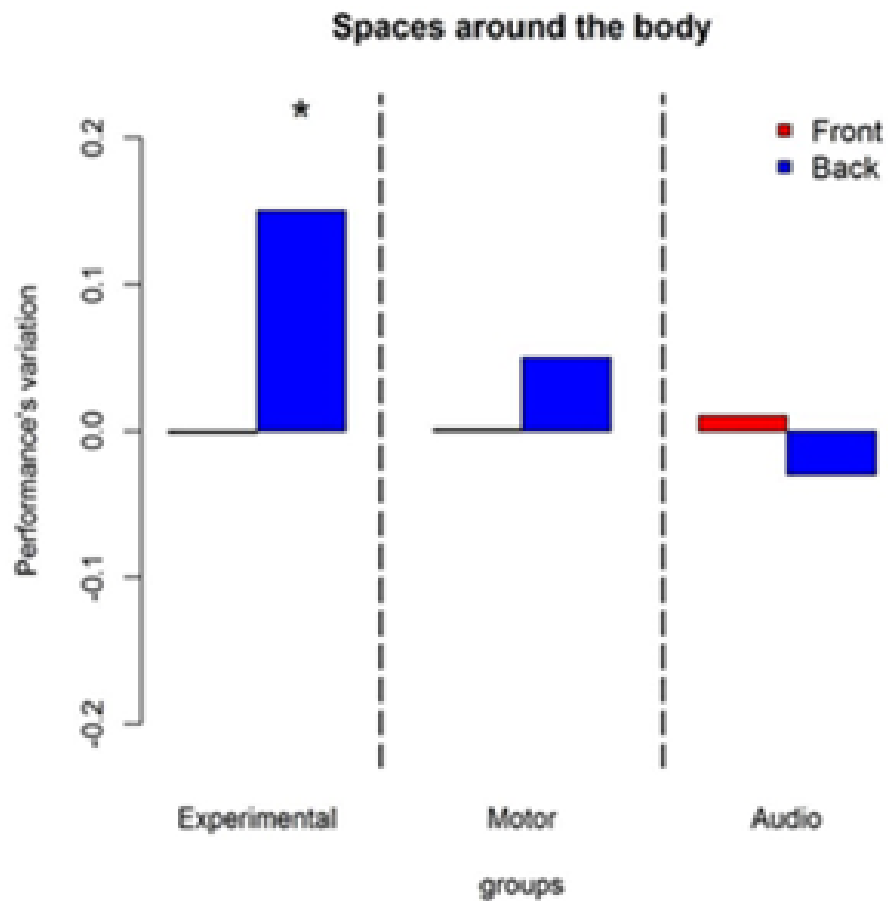 Spaces around the body
*
Front
Back
0.2
0.1
0.0
-0.1
-0.2
Performance's variation
Experimental Motor Audio
groups